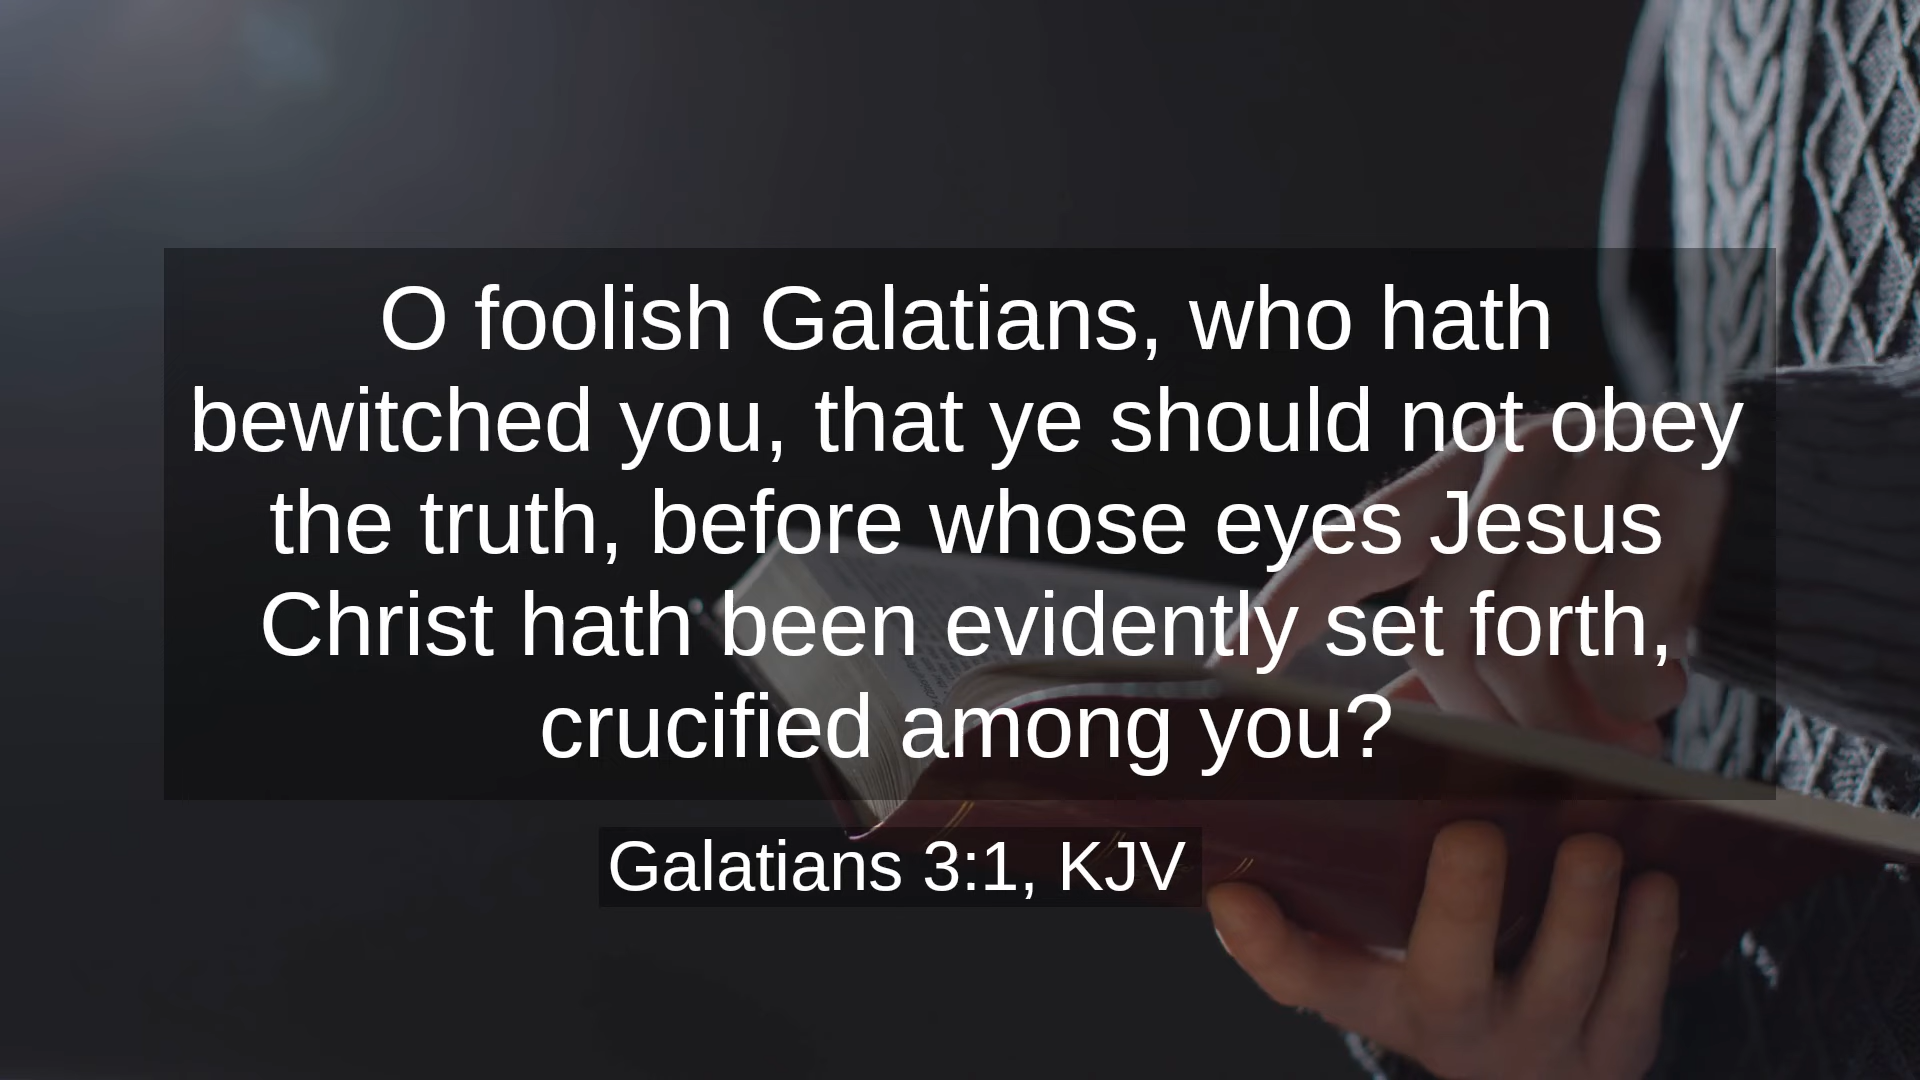 O foolish Galatians, who hath
bewitched you, that ye should not obey
the truth, before whose eyes Jesus
Christ hath been evidently set forth,
crucified among you?
Galatians 3:1, KJV